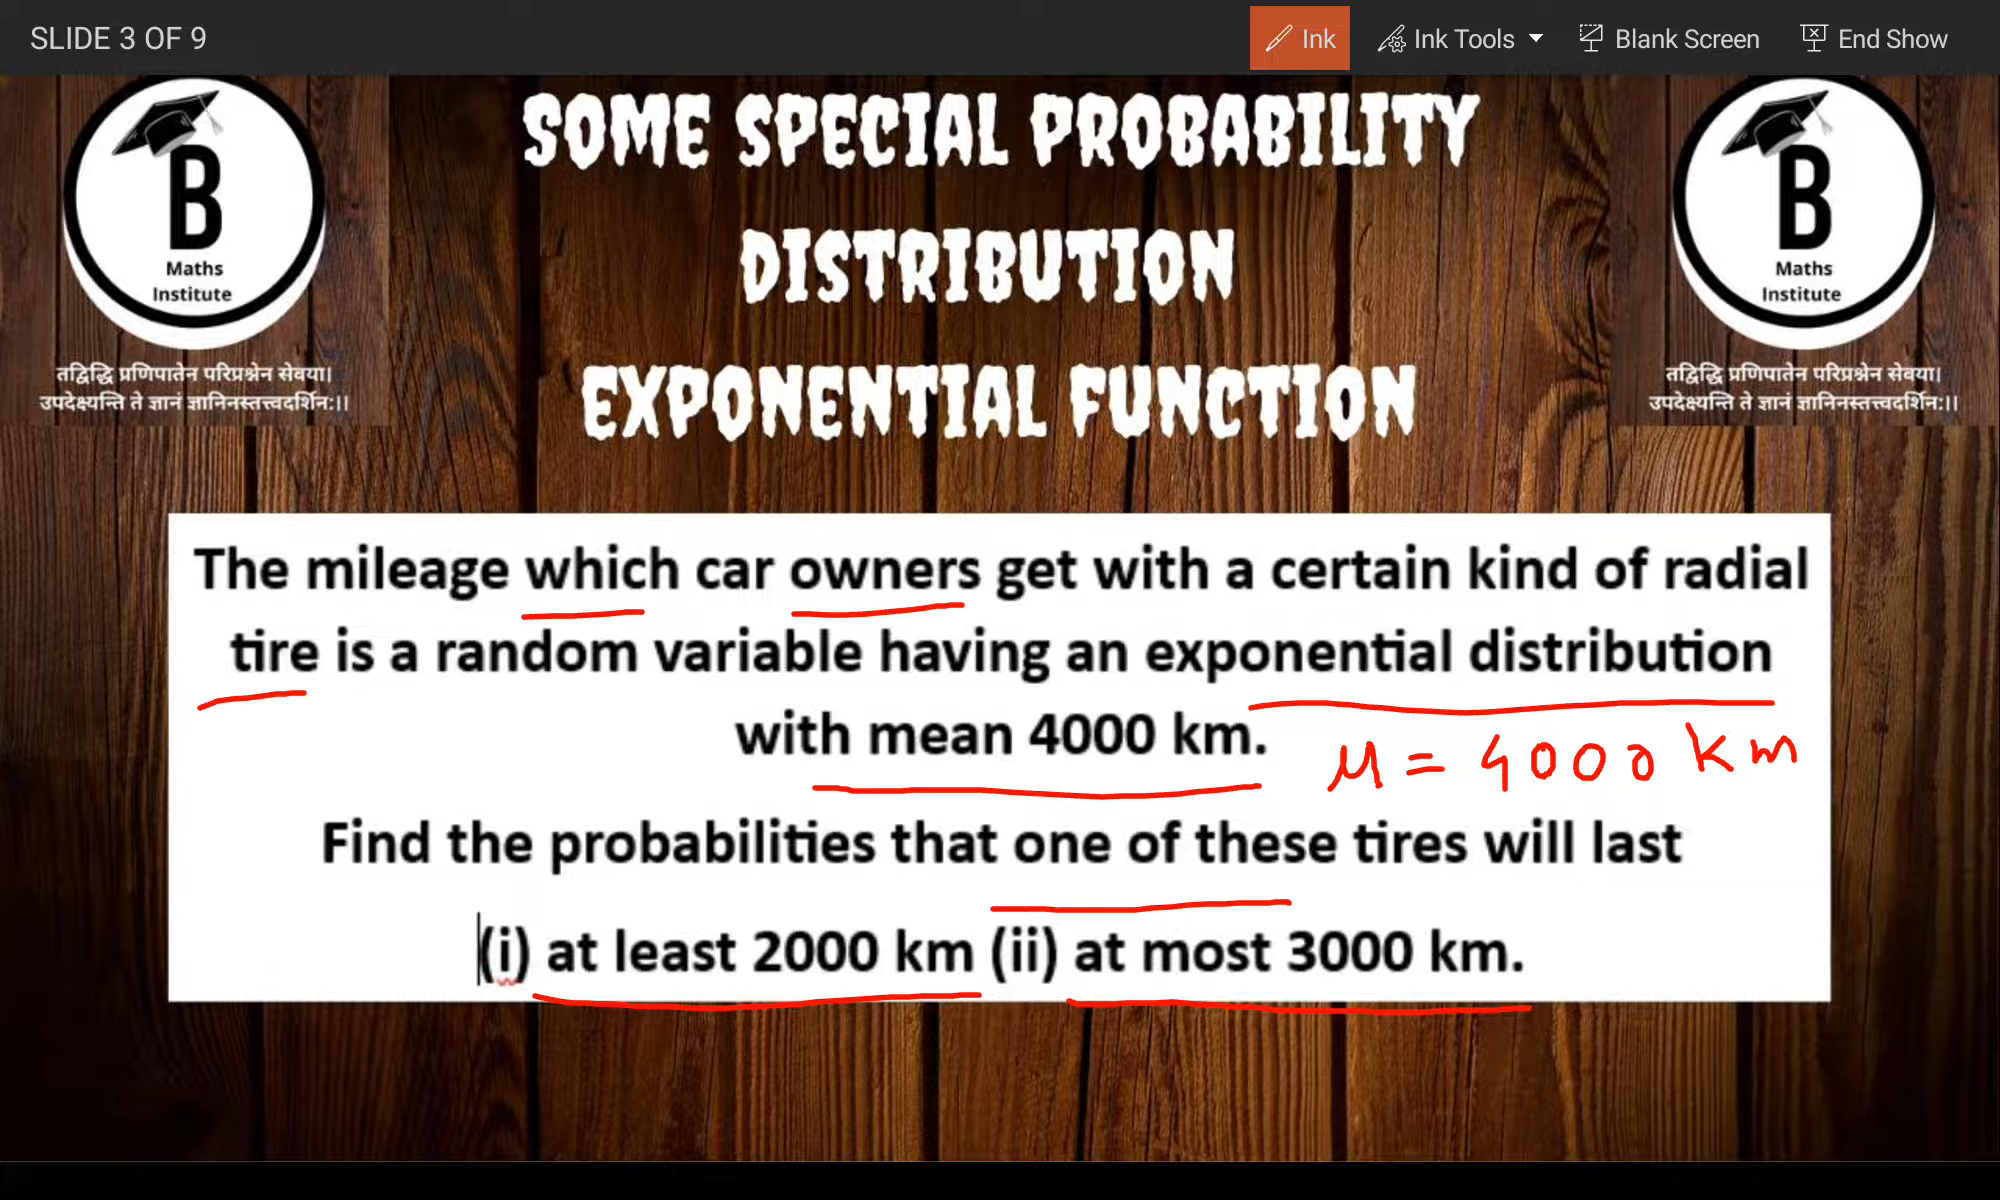 SLIDE 3 OF 9
Ink
Ink Tools
Blank Screen
End Show
B
Maths
Institute
तद्विद्धि प्रणिपातेन परिप्रश्नेन सेवया।
उपदेक्ष्यन्ति ते ज्ञानं ज्ञानिनस्तत्त्वदर्शिन:।।
SOME SPECIAL PROBABILITY
DISTRIBUTION
EXPONENTIAL FUNCTION
B
Maths
Institute
तद्विद्धि प्रणिपातेन परिप्रश्नेन सेवया।
उपदेक्ष्यन्ति ते ज्ञानं ज्ञानिनस्तत्त्वदर्शिन:।।
The mileage which car owners get with a certain kind of radial
tire is a random variable having an exponential distribution
with mean 4000 km.
μ = 4000 km
Find the probabilities that one of these tires will last
(i) at least 2000 km (ii) at most 3000 km.